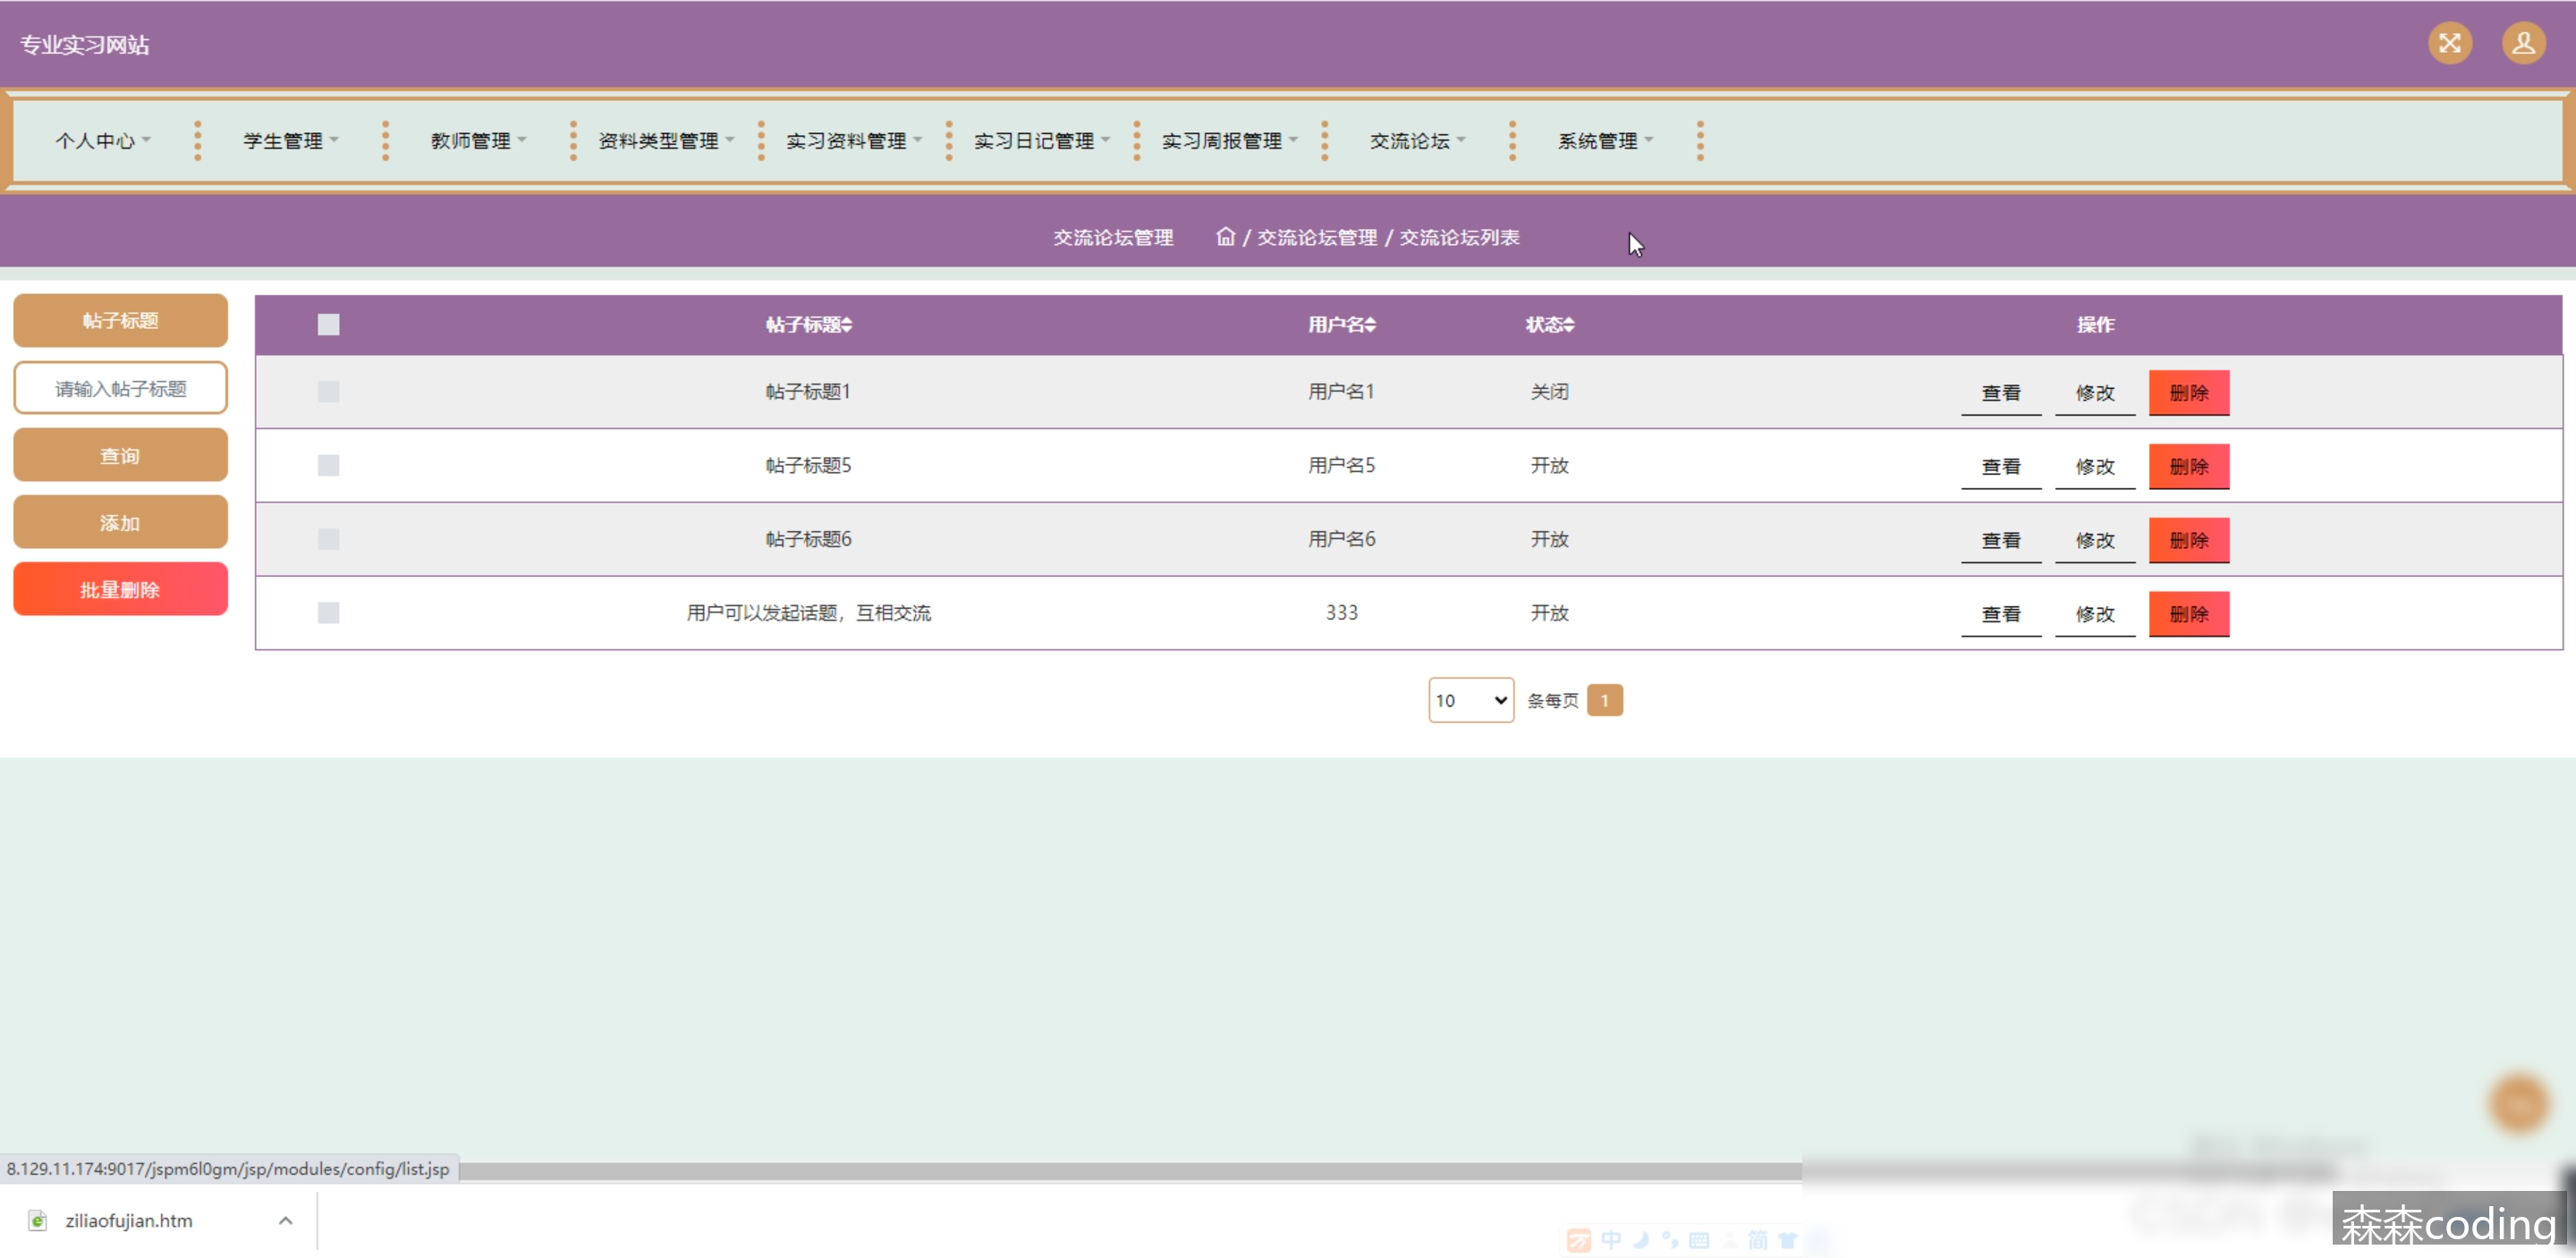 专业实习网站
个人中心 学生管理 教师管理 资料类型管理 实习资料管理 实习日记管理 实习周报管理 交流论坛 系统管理
交流论坛管理 / 交流论坛管理 / 交流论坛列表
帖子标题
请输入帖子标题
查询
添加
批量删除
帖子标题 用户名 状态 操作
帖子标题1 用户名1 关闭 查看 修改 删除
帖子标题5 用户名5 开放 查看 修改 删除
帖子标题6 用户名6 开放 查看 修改 删除
用户可以发起话题，互相交流 333 开放 查看 修改 删除
10 条每页 1
8.129.11.174:9017/jspm6l0gm/jsp/modules/config/list.jsp
ziliaofujian.htm
中 简
森森coding